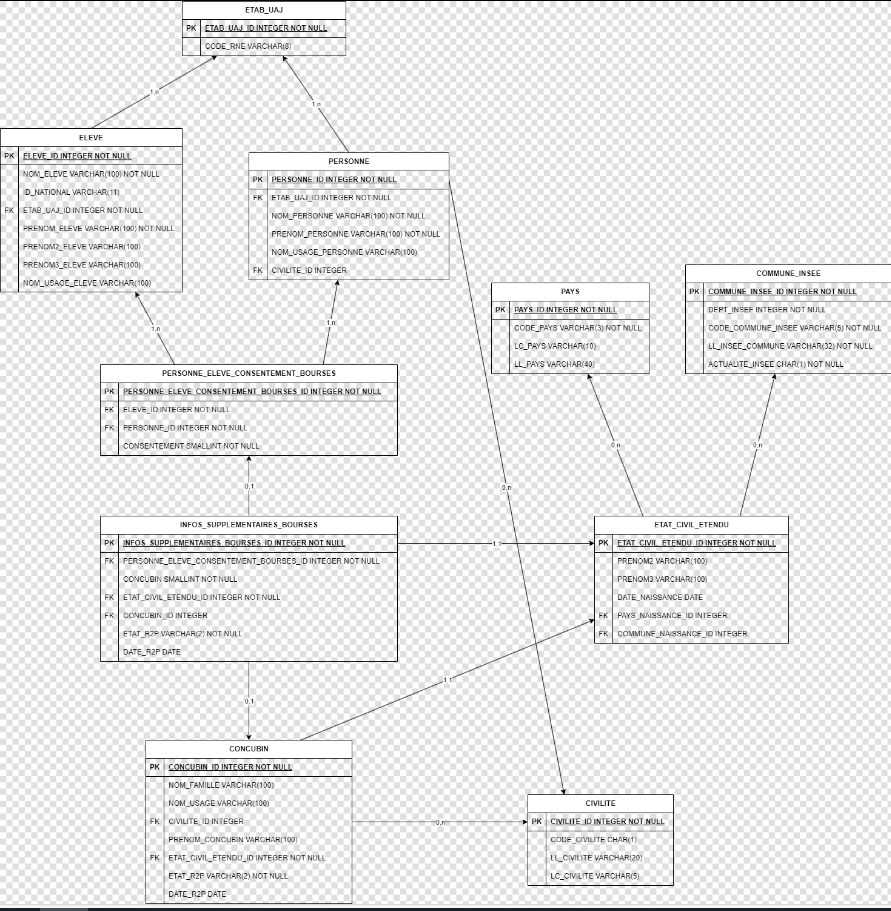 ETAB_UAJ
PK ETAB_UAJ_ID INTEGER NOT NULL
CODE_RNE VARCHAR(8)
1,n
1,n
ELEVE
PK ELEVE_ID INTEGER NOT NULL
NOM_ELEVE VARCHAR(100) NOT NULL
ID_NATIONAL VARCHAR(11)
FK ETAB_UAJ_ID INTEGER NOT NULL
PRENOM_ELEVE VARCHAR(100) NOT NULL
PRENOM2_ELEVE VARCHAR(100)
PRENOM3_ELEVE VARCHAR(100)
NOM_USAGE_ELEVE VARCHAR(100)
PERSONNE
PK PERSONNE_ID INTEGER NOT NULL
FK ETAB_UAJ_ID INTEGER NOT NULL
NOM_PERSONNE VARCHAR(100) NOT NULL
PRENOM_PERSONNE VARCHAR(100) NOT NULL
NOM_USAGE_PERSONNE VARCHAR(100)
FK CIVILITE_ID INTEGER
PAYS
PK PAYS_ID INTEGER NOT NULL
CODE_PAYS VARCHAR(3) NOT NULL
LC_PAYS VARCHAR(10)
LL_PAYS VARCHAR(40)
COMMUNE_INSEE
PK COMMUNE_INSEE_ID INTEGER NOT NULL
DEPT_INSEE INTEGER NOT NULL
CODE_COMMUNE_INSEE VARCHAR(5) NOT NULL
LL_INSEE_COMMUNE VARCHAR(32) NOT NULL
ACTUALITE_INSEE CHAR(1) NOT NULL
1,n
1,n
PERSONNE_ELEVE_CONSENTEMENT_BOURSES
PK PERSONNE_ELEVE_CONSENTEMENT_BOURSES_ID INTEGER NOT NULL
FK ELEVE_ID INTEGER NOT NULL
FK PERSONNE_ID INTEGER NOT NULL
CONSENTEMENT SMALLINT NOT NULL
0,n
0,n
0,1
0,n
INFOS_SUPPLEMENTAIRES_BOURSES
PK INFOS_SUPPLEMENTAIRES_BOURSES_ID INTEGER NOT NULL
FK PERSONNE_ELEVE_CONSENTEMENT_BOURSES_ID INTEGER NOT NULL
CONCUBIN SMALLINT NOT NULL
FK ETAT_CIVIL_ETENDU_ID INTEGER NOT NULL
FK CONCUBIN_ID INTEGER
ETAT_R2P VARCHAR(2) NOT NULL
DATE_R2P DATE
1,1
ETAT_CIVIL_ETENDU
PK ETAT_CIVIL_ETENDU_ID INTEGER NOT NULL
PRENOM2 VARCHAR(100)
PRENOM3 VARCHAR(100)
DATE_NAISSANCE DATE
FK PAYS_NAISSANCE_ID INTEGER
FK COMMUNE_NAISSANCE_ID INTEGER
1,1
0,1
CONCUBIN
PK CONCUBIN_ID INTEGER NOT NULL
NOM_FAMILLE VARCHAR(100)
NOM_USAGE VARCHAR(100)
FK CIVILITE_ID INTEGER
PRENOM_CONCUBIN VARCHAR(100)
FK ETAT_CIVIL_ETENDU_ID INTEGER NOT NULL
ETAT_R2P VARCHAR(2) NOT NULL
DATE_R2P DATE
0,n
CIVILITE
PK CIVILITE_ID INTEGER NOT NULL
CODE_CIVILITE CHAR(1)
LL_CIVILITE VARCHAR(20)
LC_CIVILITE VARCHAR(5)